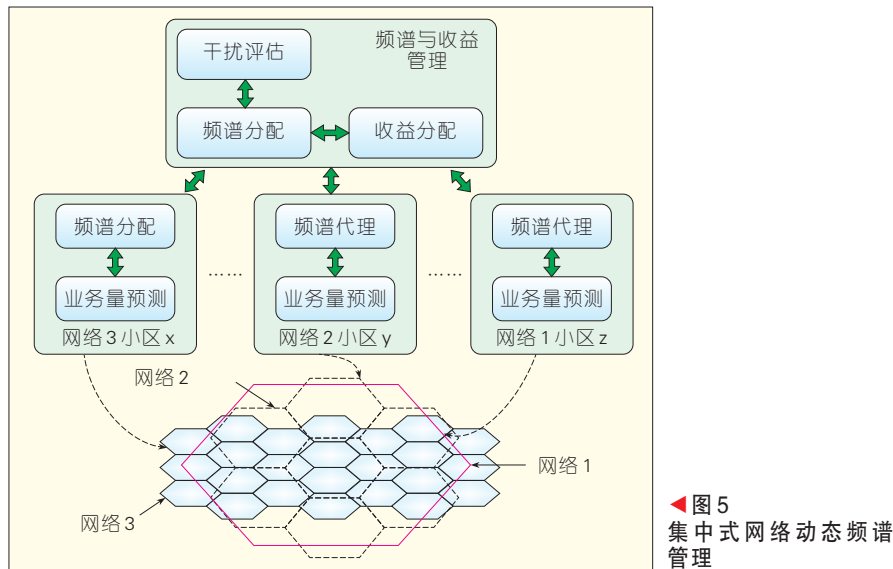 频谱与收益
管理
干扰评估
频谱分配
收益分配
频谱分配
业务量预测
网络3小区x
……
频谱代理
业务量预测
网络2小区y
……
频谱代理
业务量预测
网络1小区z
网络2
网络1
网络3
◀图5
集中式网络动态频谱
管理